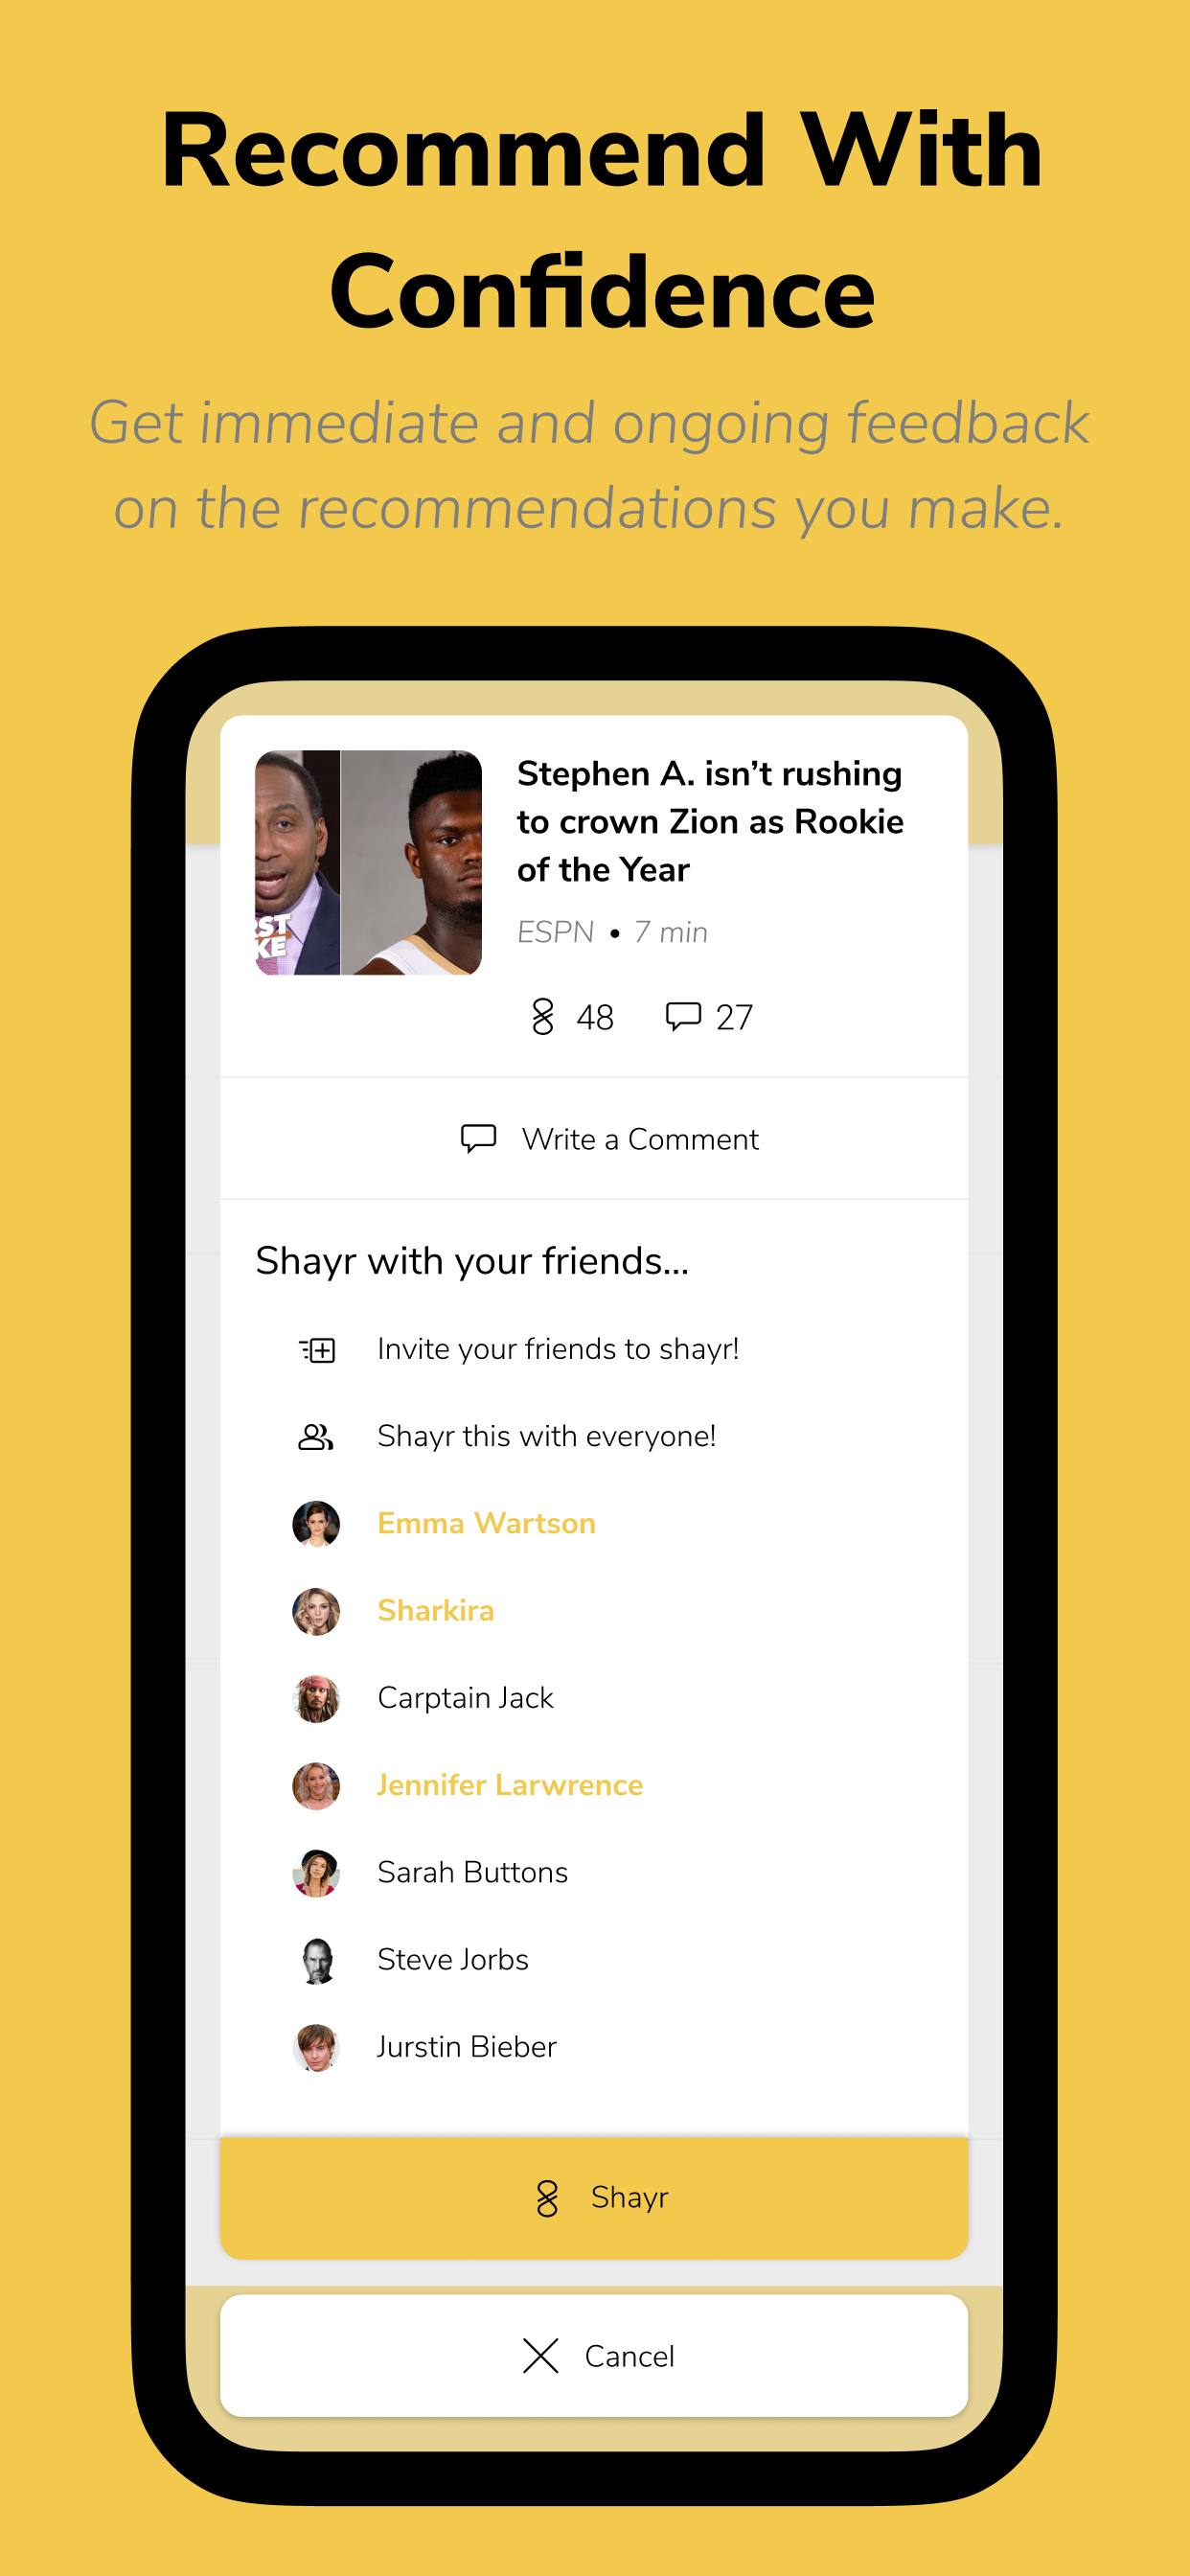 Recommend With
Confidence
Get immediate and ongoing feedback
on the recommendations you make.
Stephen A. isn’t rushing
to crown Zion as Rookie
of the Year
ESPN • 7 min
48 27
ST
KE
Write a Comment
Shayr with your friends...
Invite your friends to shayr!
Shayr this with everyone!
Emma Wartson
Sharkira
Carptain Jack
Jennifer Larwrence
Sarah Buttons
Steve Jorbs
Jurstin Bieber
Shayr
Cancel